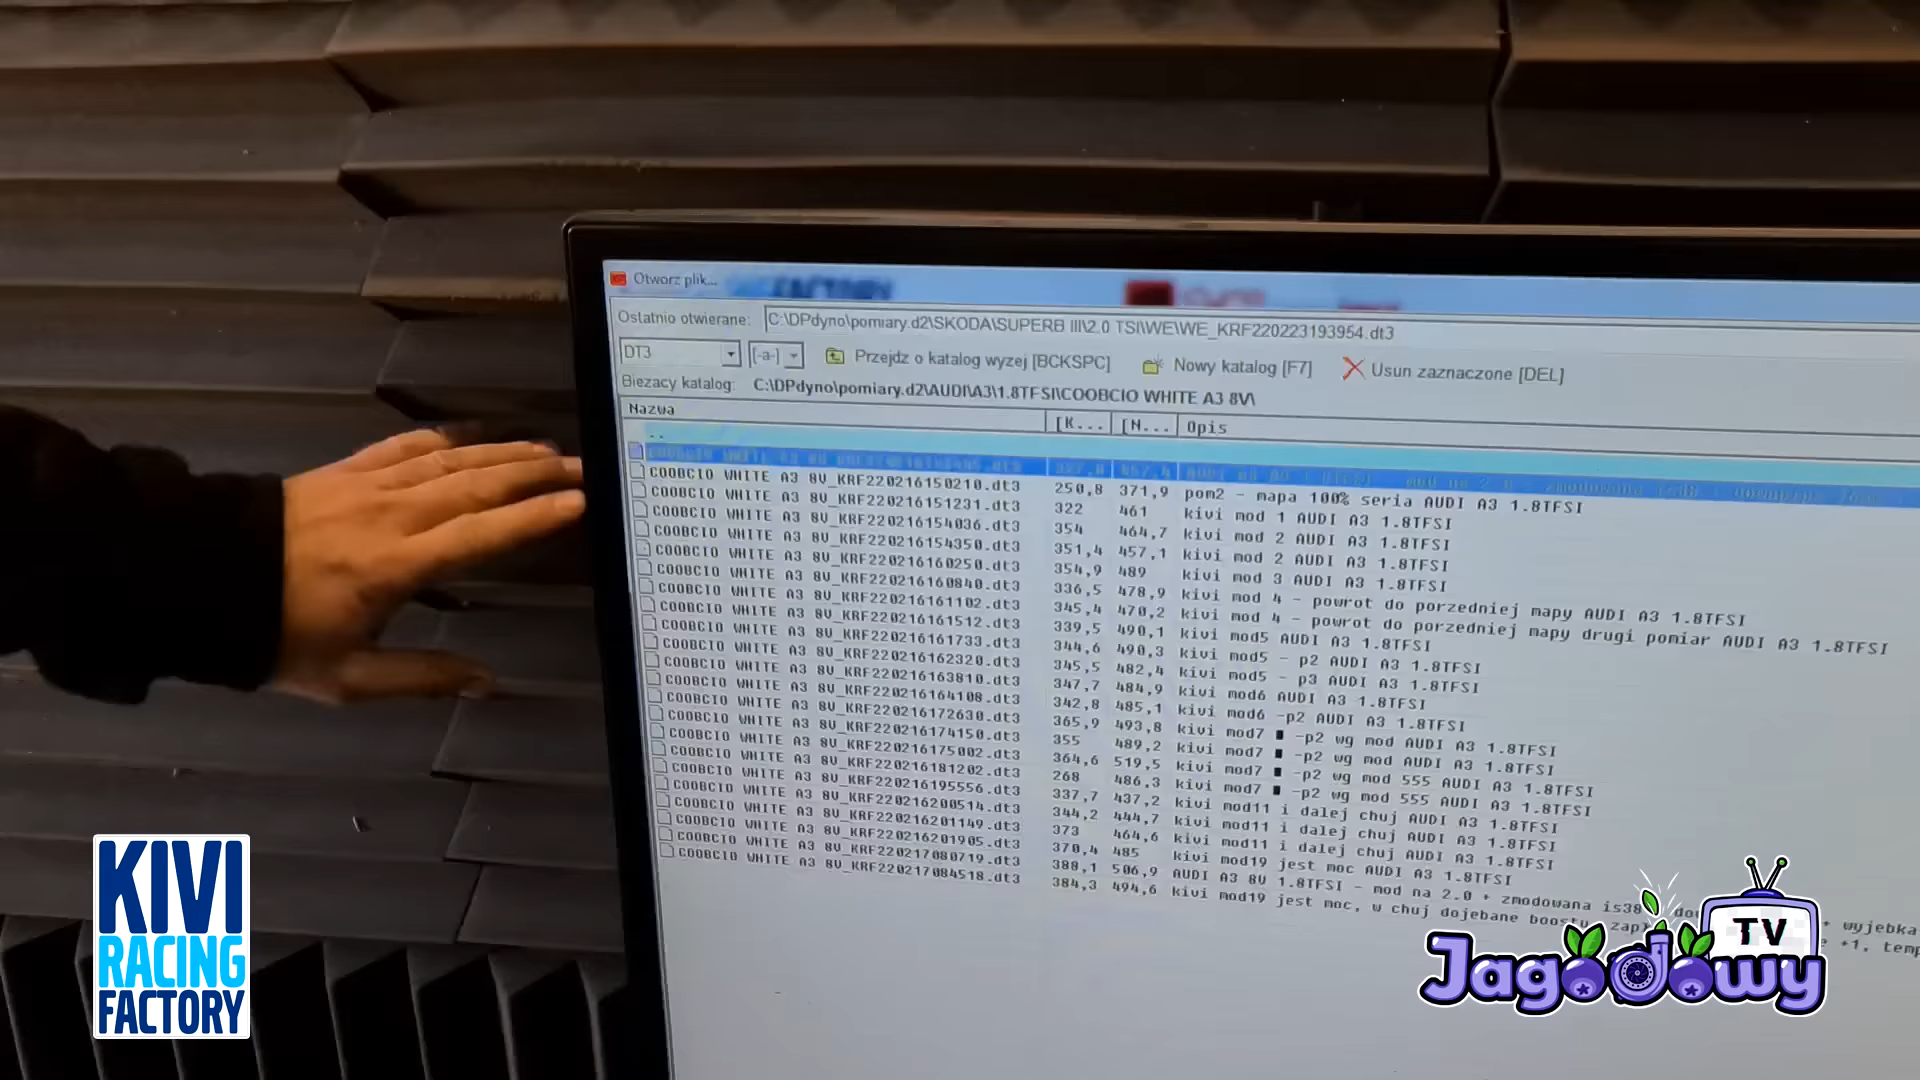 Otworz plik...
Ostatnio otwierane: C:\DPdyno\pomiary.d2\SKODA\SUPERB III\2.0 TSI\WE\WE_KRF220223193954.dt3
DT3 [-a-] Przejdz o katalog wyzej [BCKSPC] Nowy katalog [F7] Usun zaznaczone [DEL]
Biezacy katalog: C:\DPdyno\pomiary.d2\AUDI\A3\1.8TFSI\COOBCIO WHITE A3 8V\
Nazwa [K... [N... Opis
..
COOBCIO WHITE A3 8V_KRF220216150210.dt3 250,8 371,9 pom2 - mapa 100% seria AUDI A3 1.8TFSI
COOBCIO WHITE A3 8V_KRF220216151231.dt3 322 461 kivi mod 1 AUDI A3 1.8TFSI
COOBCIO WHITE A3 8V_KRF220216154036.dt3 354 464,7 kivi mod 2 AUDI A3 1.8TFSI
COOBCIO WHITE A3 8V_KRF220216154350.dt3 351,4 457,1 kivi mod 2 AUDI A3 1.8TFSI
COOBCIO WHITE A3 8V_KRF220216160250.dt3 354,9 489 kivi mod 3 AUDI A3 1.8TFSI
COOBCIO WHITE A3 8V_KRF220216160840.dt3 336,5 478,9 kivi mod 4 - powrot do porzedniej mapy AUDI A3 1.8TFSI
COOBCIO WHITE A3 8V_KRF220216161102.dt3 345,4 470,2 kivi mod 4 - powrot do porzedniej mapy drugi pomiar AUDI A3 1.8TFSI
COOBCIO WHITE A3 8V_KRF220216161512.dt3 339,5 490,1 kivi mod5 AUDI A3 1.8TFSI
COOBCIO WHITE A3 8V_KRF220216161733.dt3 344,6 490,3 kivi mod5 - p2 AUDI A3 1.8TFSI
COOBCIO WHITE A3 8V_KRF220216162320.dt3 345,5 482,4 kivi mod5 - p3 AUDI A3 1.8TFSI
COOBCIO WHITE A3 8V_KRF220216163810.dt3 347,7 484,9 kivi mod6 AUDI A3 1.8TFSI
COOBCIO WHITE A3 8V_KRF220216164108.dt3 342,8 485,1 kivi mod6 -p2 AUDI A3 1.8TFSI
COOBCIO WHITE A3 8V_KRF220216172630.dt3 365,9 493,8 kivi mod7 ∎ -p2 wg mod AUDI A3 1.8TFSI
COOBCIO WHITE A3 8V_KRF220216174150.dt3 355 489,2 kivi mod7 ∎ -p2 wg mod AUDI A3 1.8TFSI
COOBCIO WHITE A3 8V_KRF220216175002.dt3 364,6 519,5 kivi mod7 ∎ -p2 wg mod 555 AUDI A3 1.8TFSI
COOBCIO WHITE A3 8V_KRF220216181202.dt3 268 486,3 kivi mod7 ∎ -p2 wg mod 555 AUDI A3 1.8TFSI
COOBCIO WHITE A3 8V_KRF220216195556.dt3 337,7 437,2 kivi mod11 i dalej chuj AUDI A3 1.8TFSI
COOBCIO WHITE A3 8V_KRF220216200514.dt3 344,2 444,7 kivi mod11 i dalej chuj AUDI A3 1.8TFSI
COOBCIO WHITE A3 8V_KRF220216201149.dt3 373 464,6 kivi mod11 i dalej chuj AUDI A3 1.8TFSI
COOBCIO WHITE A3 8V_KRF220216201905.dt3 370,4 485 kivi mod19 jest moc AUDI A3 1.8TFSI
COOBCIO WHITE A3 8V_KRF220217080719.dt3 388,1 506,9 AUDI A3 8V 1.8TFSI - mod na 2.0 + zmodowana is38 + wyjebka
COOBCIO WHITE A3 8V_KRF220217084518.dt3 384,3 494,6 kivi mod19 jest moc, w chuj dojebane boostu, +1, temp
KIVI
RACING
FACTORY
Jagodowy
TV